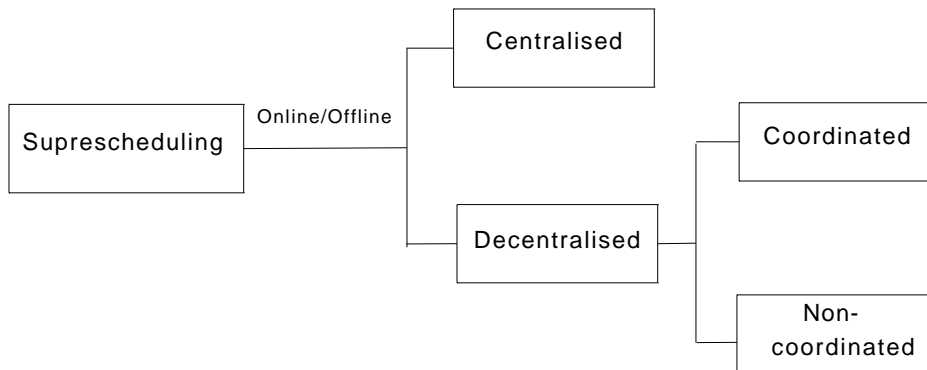 Centralised
Online/Offline
Suprescheduling
Coordinated
Decentralised
Non-
coordinated